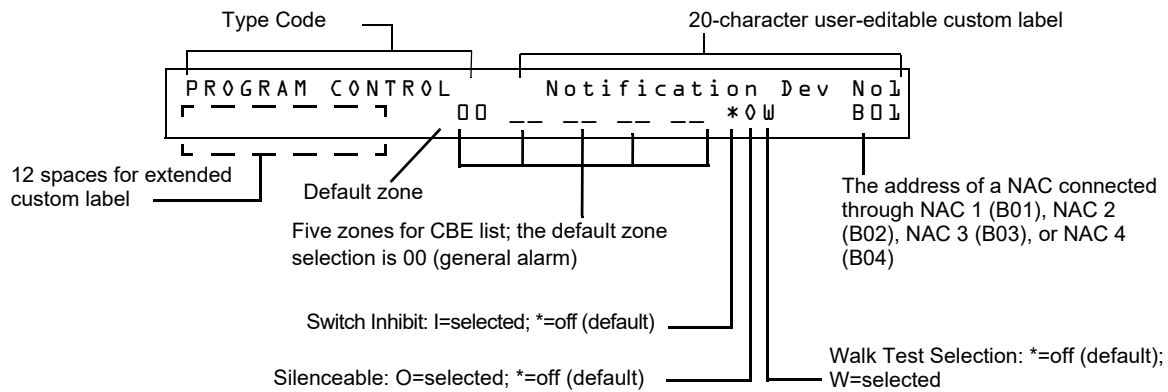 Type Code
20-character user-editable custom label
PROGRAM CONTROL Notification Dev No1
00 __ __ __ __ *0W B01
12 spaces for extended
custom label
Default zone
Five zones for CBE list; the default zone
selection is 00 (general alarm)
The address of a NAC connected
through NAC 1 (B01), NAC 2
(B02), NAC 3 (B03), or NAC 4
(B04)
Switch Inhibit: I=selected; *=off (default)
Silenceable: O=selected; *=off (default)
Walk Test Selection: *=off (default);
W=selected